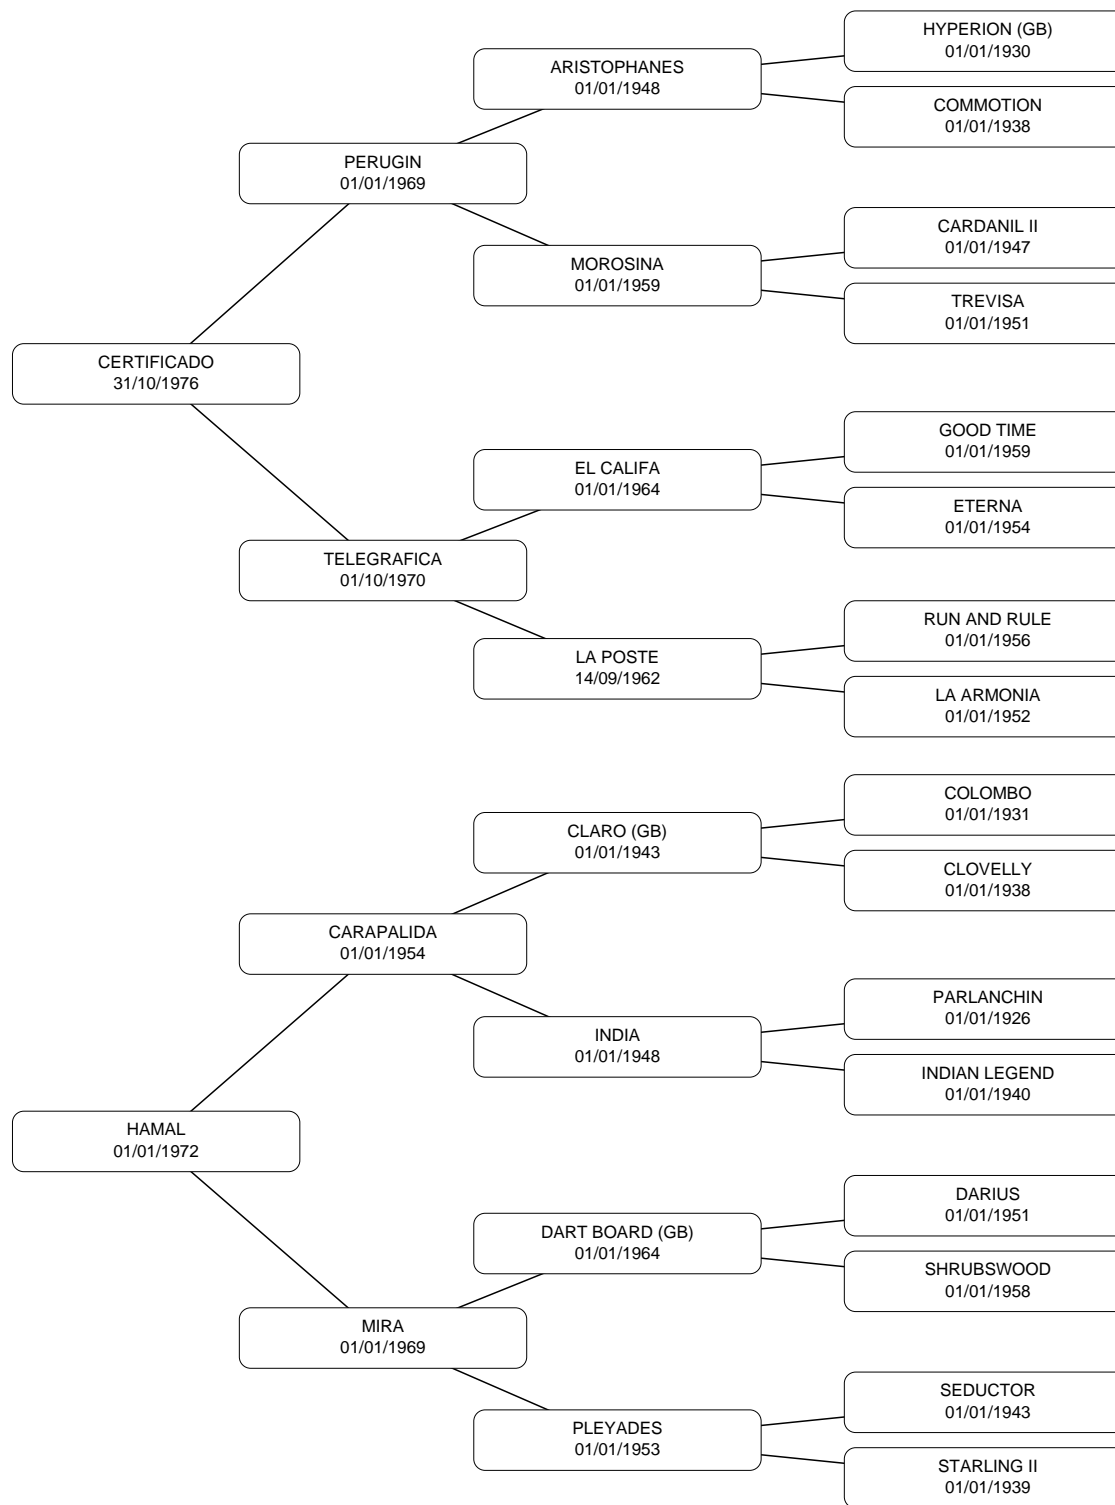 HYPERION (GB)
01/01/1930
ARISTOPHANES
01/01/1948
COMMOTION
01/01/1938
PERUGIN
01/01/1969
CARDANIL II
01/01/1947
MOROSINA
01/01/1959
TREVISA
01/01/1951
CERTIFICADO
31/10/1976
GOOD TIME
01/01/1959
EL CALIFA
01/01/1964
ETERNA
01/01/1954
TELEGRAFICA
01/10/1970
RUN AND RULE
01/01/1956
LA POSTE
14/09/1962
LA ARMONIA
01/01/1952
COLOMBO
01/01/1931
CLARO (GB)
01/01/1943
CLOVELLY
01/01/1938
CARAPALIDA
01/01/1954
PARLANCHIN
01/01/1926
INDIA
01/01/1948
INDIAN LEGEND
01/01/1940
HAMAL
01/01/1972
DARIUS
01/01/1951
DART BOARD (GB)
01/01/1964
SHRUBSWOOD
01/01/1958
MIRA
01/01/1969
SEDUCTOR
01/01/1943
PLEYADES
01/01/1953
STARLING II
01/01/1939